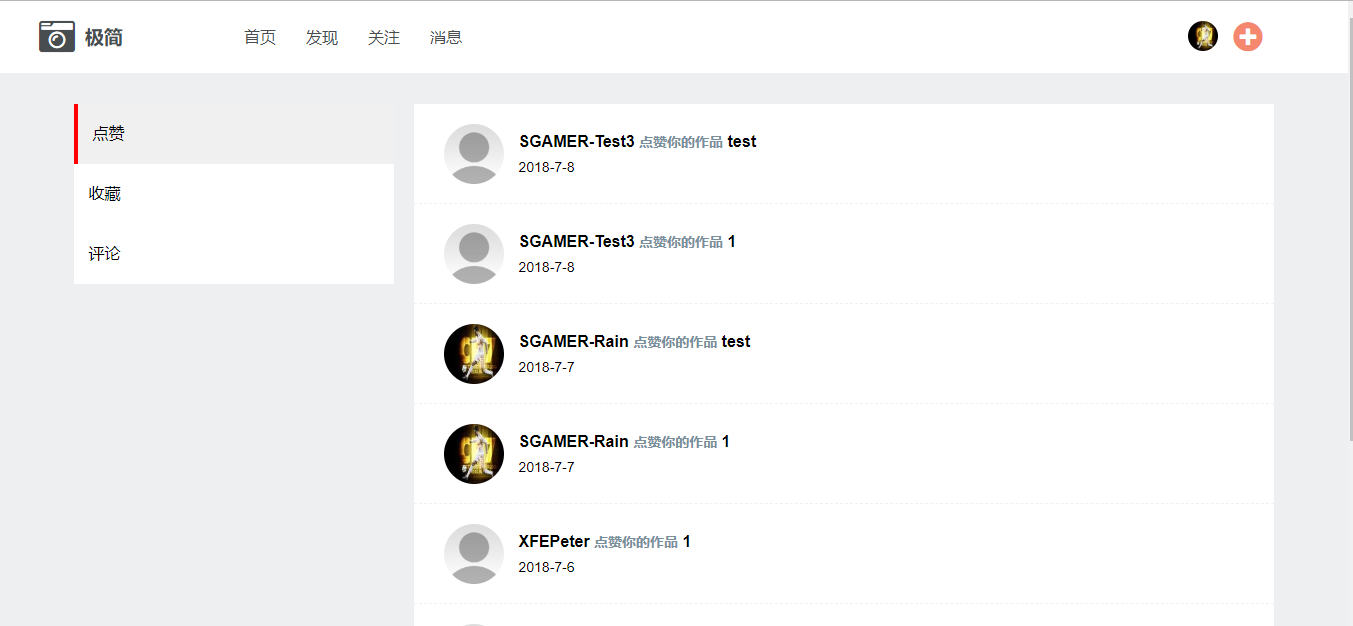 极简
首页 发现 关注 消息
点赞
收藏
评论
SGAMER-Test3 点赞你的作品 test
2018-7-8
SGAMER-Test3 点赞你的作品 1
2018-7-8
SGAMER-Rain 点赞你的作品 test
2018-7-7
SGAMER-Rain 点赞你的作品 1
2018-7-7
XFEPeter 点赞你的作品 1
2018-7-6